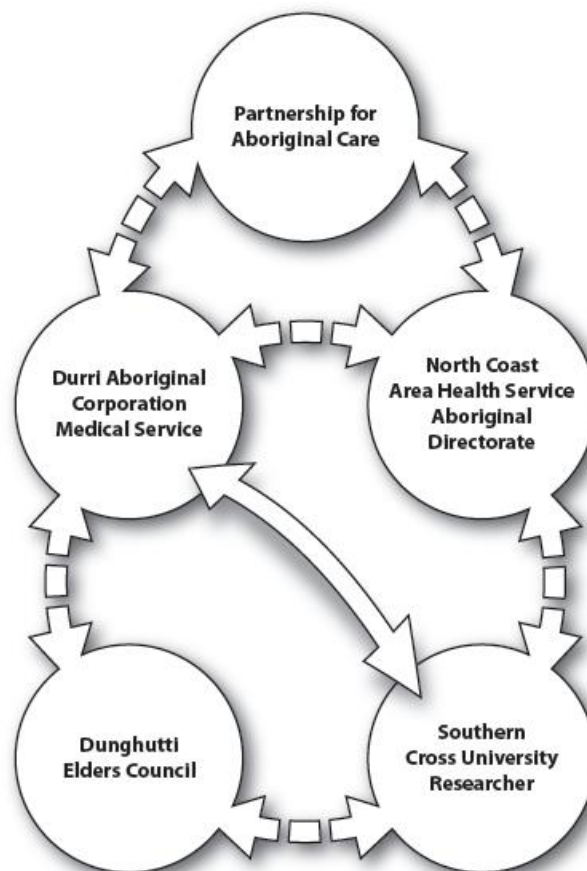 Partnership for
Aboriginal Care
Durri Aboriginal
Corporation
Medical Service
North Coast
Area Health Service
Aboriginal
Directorate
Dunghutti
Elders Council
Southern
Cross University
Researcher